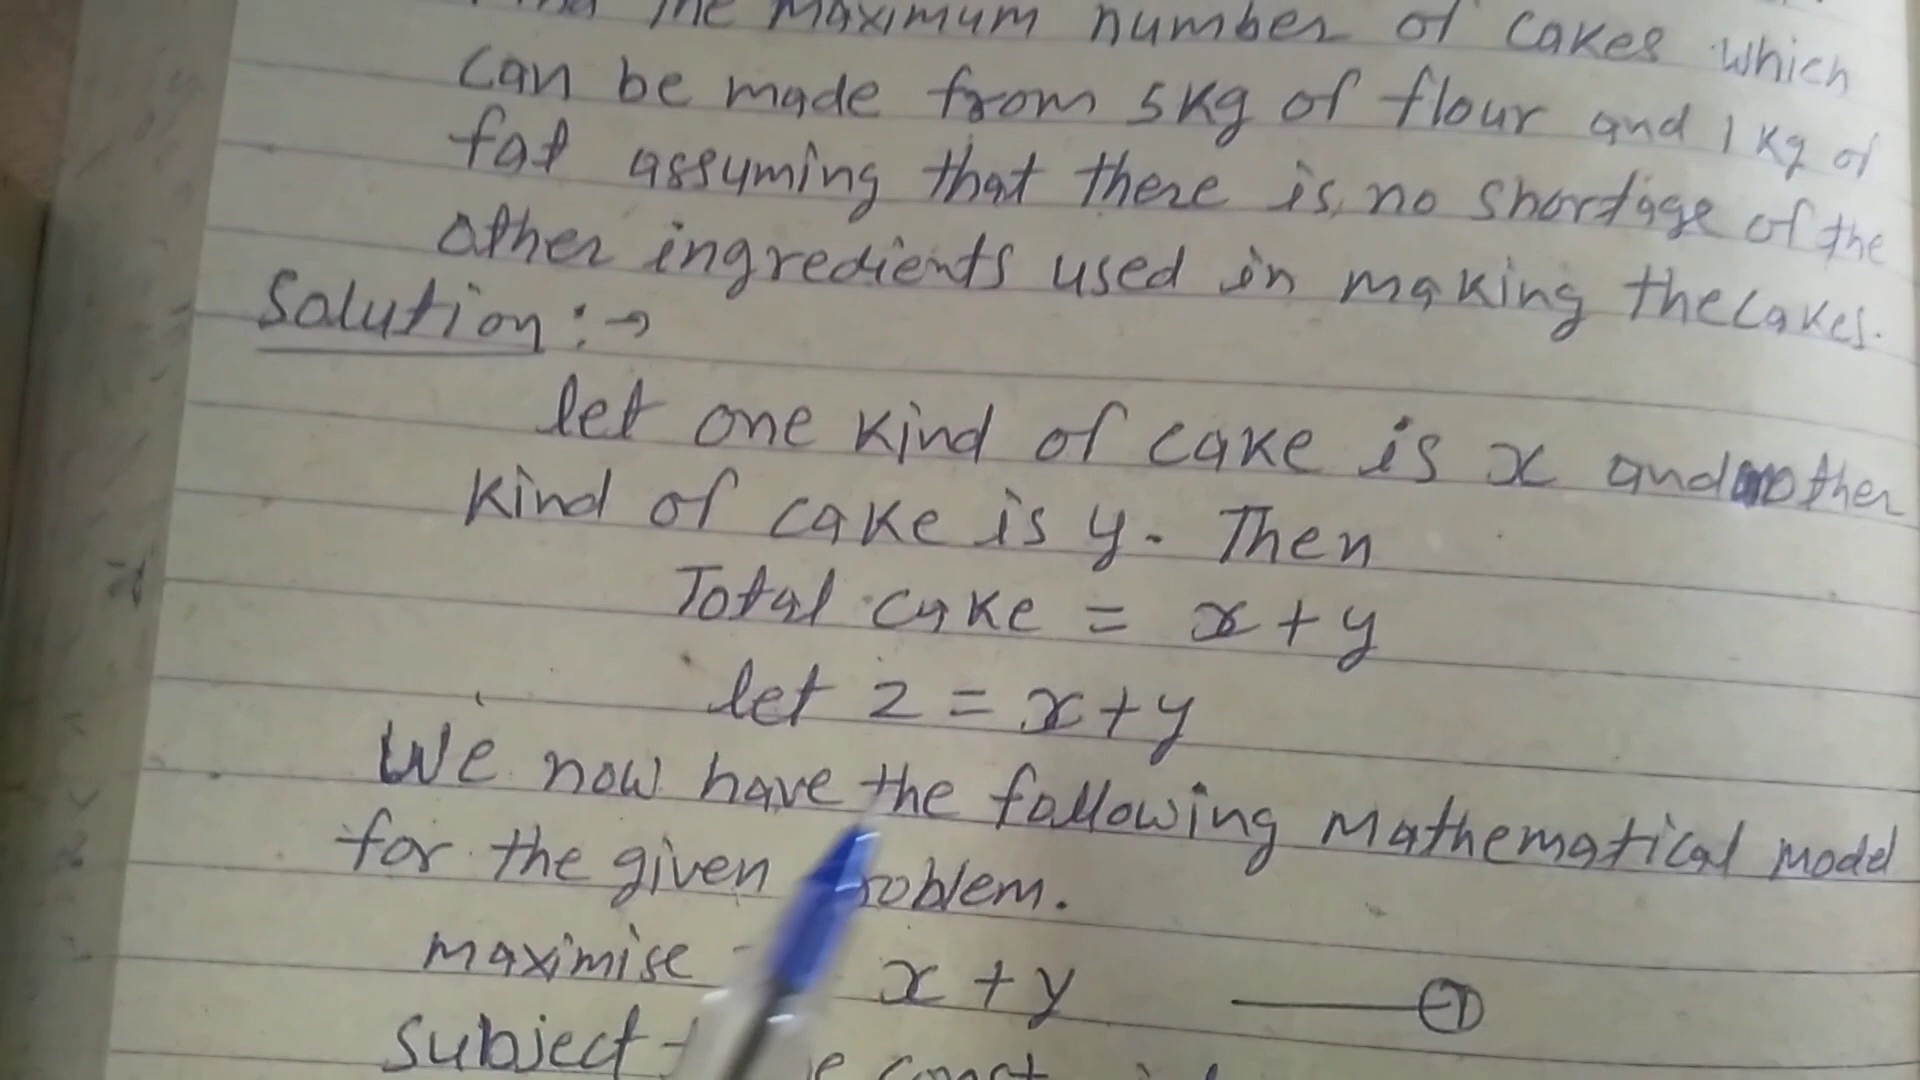 the maximum number of cakes which
can be made from 5kg of flour and 1 kg of
fat assuming that there is, no shortage of the
other ingredients used in making the cakes.
Solution :→
let one kind of cake is x and another
kind of cake is y. Then
Total cake = x + y
let z = x + y
We now have the following Mathematical model
for the given problem.
maximise x + y ——— 1
Subject